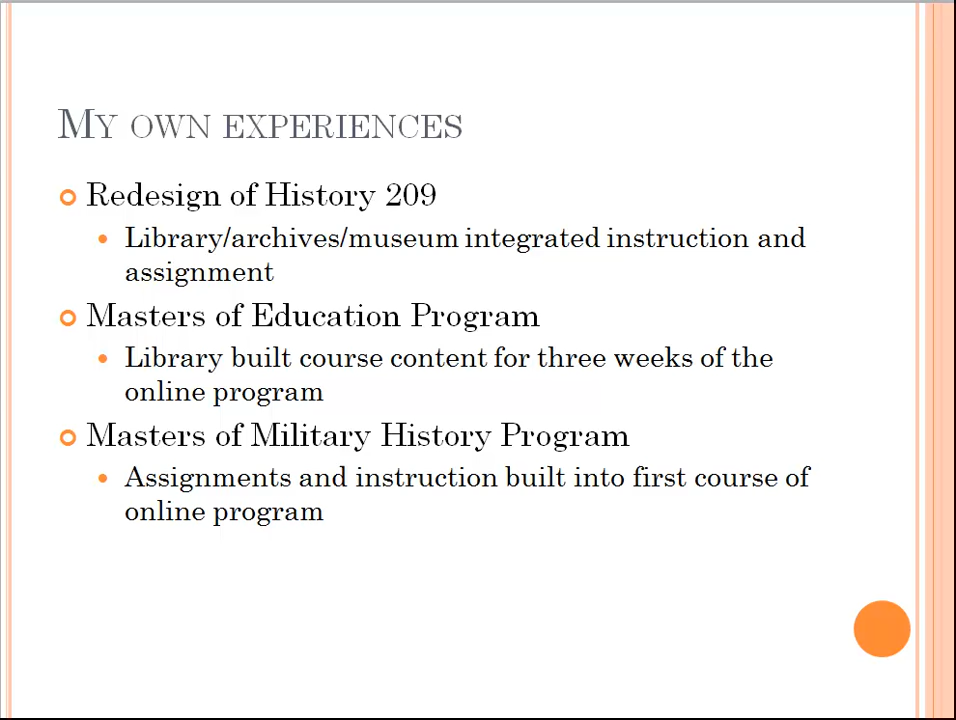 My own experiences
Redesign of History 209
Library/archives/museum integrated instruction and
assignment
Masters of Education Program
Library built course content for three weeks of the
online program
Masters of Military History Program
Assignments and instruction built into first course of
online program